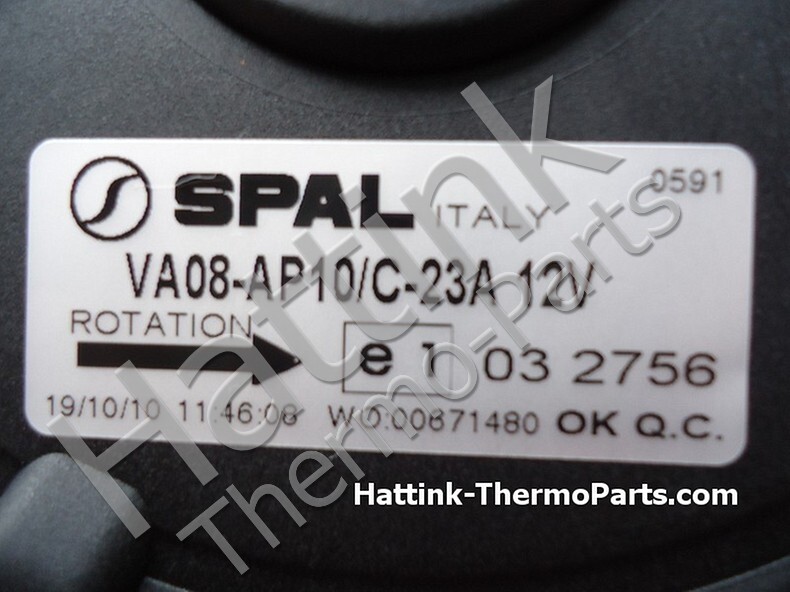 SPAL ITALY 0591
VA08-AP10/C-23A 12V
ROTATION
e1 03 2756
19/10/10 11:46:08 W.O:00671480 OK Q.C.
Hattink-ThermoParts.com
Hattink
Thermo-Parts